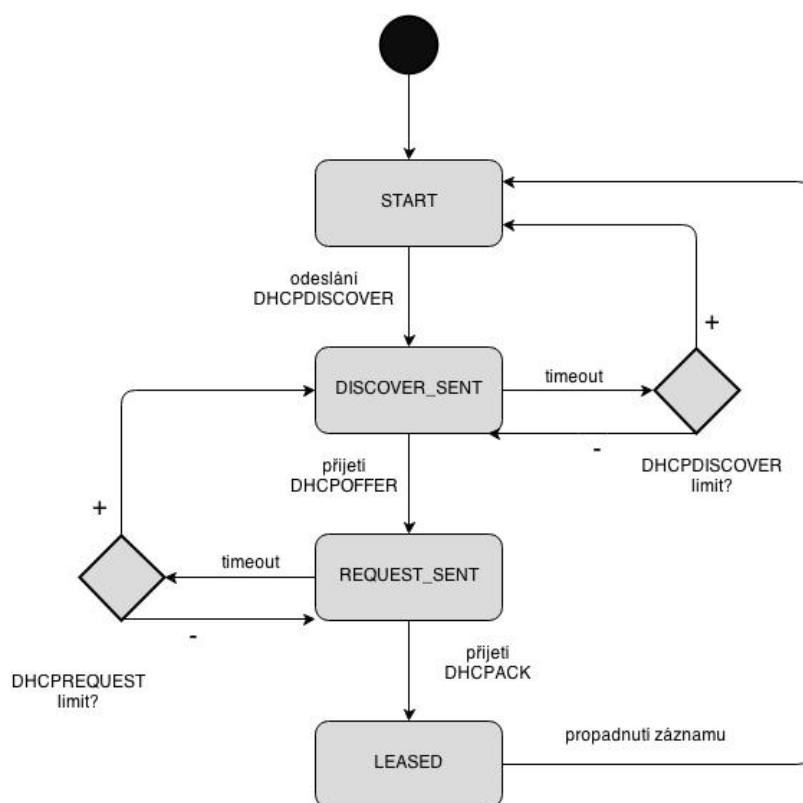 START
odeslání
DHCPDISCOVER
+
DISCOVER_SENT
timeout
-
DHCPDISCOVER
limit?
přijetí
DHCPOFFER
+
timeout
REQUEST_SENT
-
DHCPREQUEST
limit?
přijetí
DHCPACK
propadnutí záznamu
LEASED